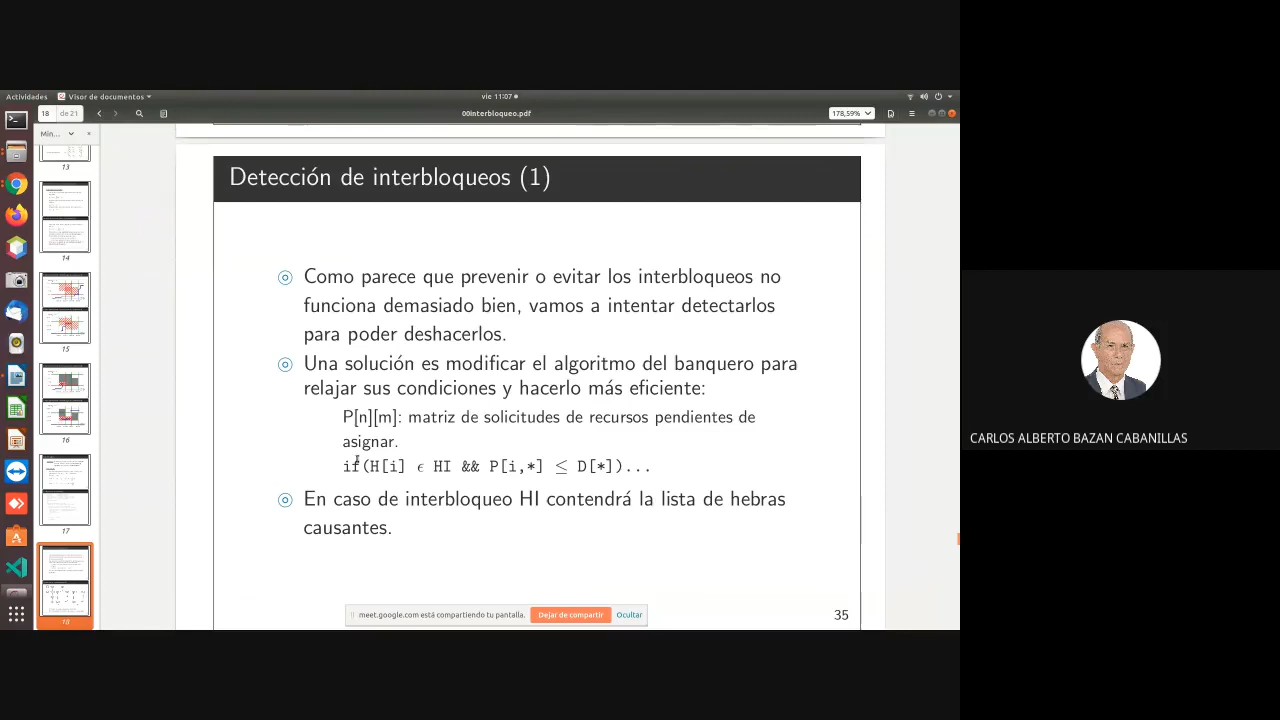 Actividades
Visor de documentos
vie 11:07
18
de 21
00interbloqueo.pdf
178,59%
Min...
13
14
15
16
17
18
Detección de interbloqueos (1)
Como parece que prevenir o evitar los interbloqueos no
funciona demasiado bien, vamos a intentar detectarlos
para poder deshacerlos.
Una solución es modificar el algoritmo del banquero para
relajar sus condiciones y hacerlo más eficiente:
P[n][m]: matriz de solicitudes de recursos pendientes de
asignar.
if(H[i] ∈ HI && P[i,*] ≤ D[*])...
En caso de interbloqueo HI contendrá la lista de hebras
causantes.
meet.google.com está compartiendo tu pantalla.
Dejar de compartir
Ocultar
35
CARLOS ALBERTO BAZAN CABANILLAS